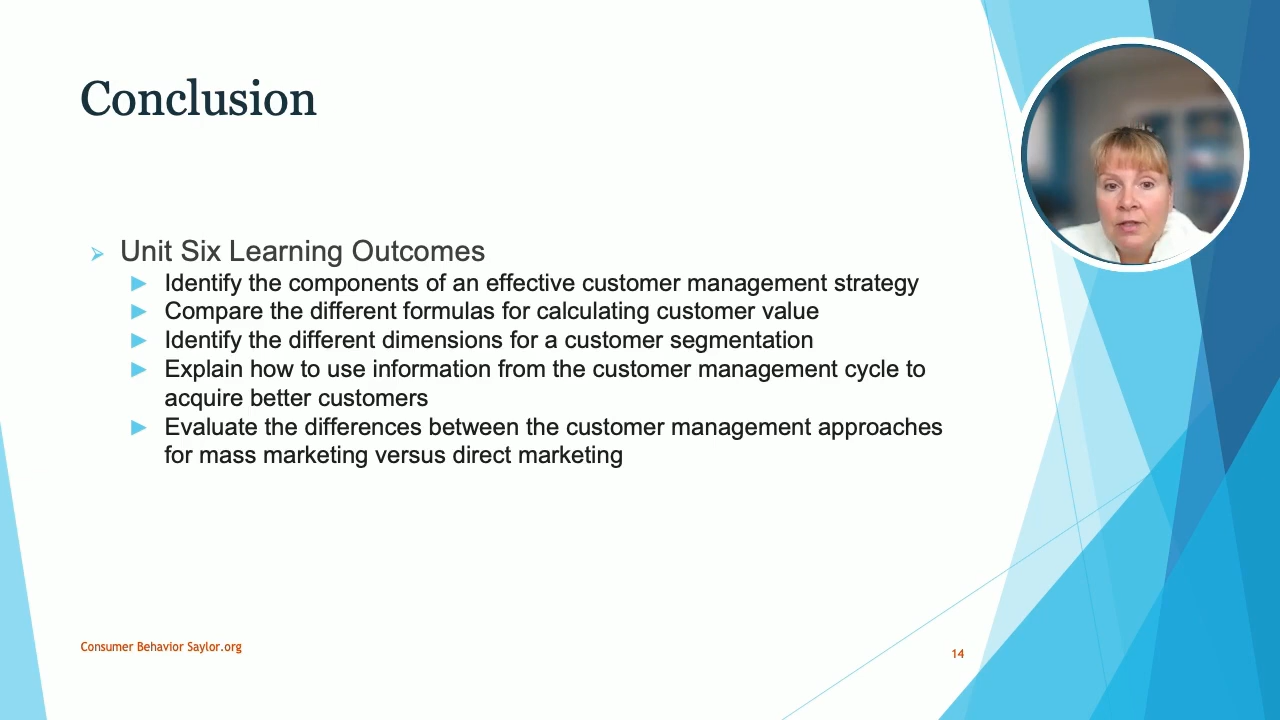 Conclusion
Unit Six Learning Outcomes
Identify the components of an effective customer management strategy
Compare the different formulas for calculating customer value
Identify the different dimensions for a customer segmentation
Explain how to use information from the customer management cycle to
acquire better customers
Evaluate the differences between the customer management approaches
for mass marketing versus direct marketing
Consumer Behavior Saylor.org
14